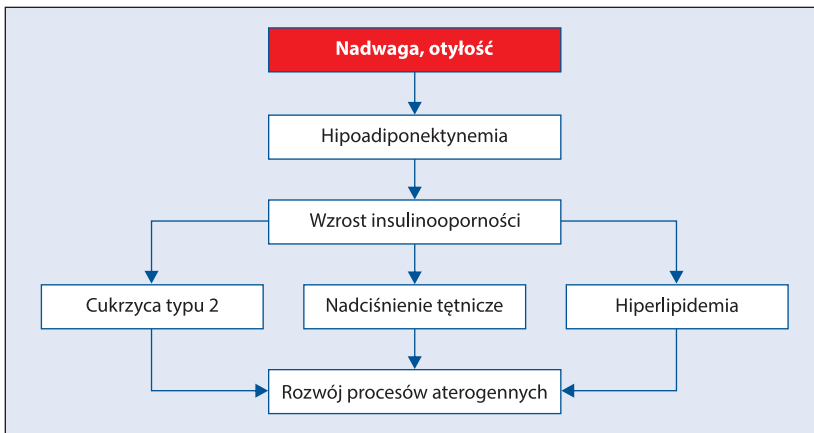 Nadwaga, otyłość
Hipoadiponektynemia
Wzrost insulinooporności
Cukrzyca typu 2
Nadciśnienie tętnicze
Hiperlipidemia
Rozwój procesów aterogennych